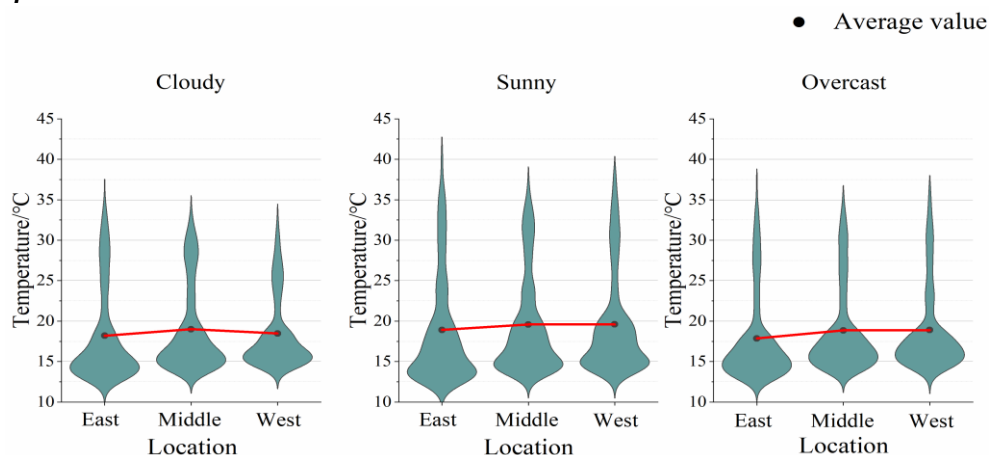 ● Average value
Cloudy
Sunny
Overcast
Temperature/℃
45
40
35
30
25
20
15
10
East Middle West
Location
Temperature/℃
45
40
35
30
25
20
15
10
East Middle West
Location
Temperature/℃
45
40
35
30
25
20
15
10
East Middle West
Location